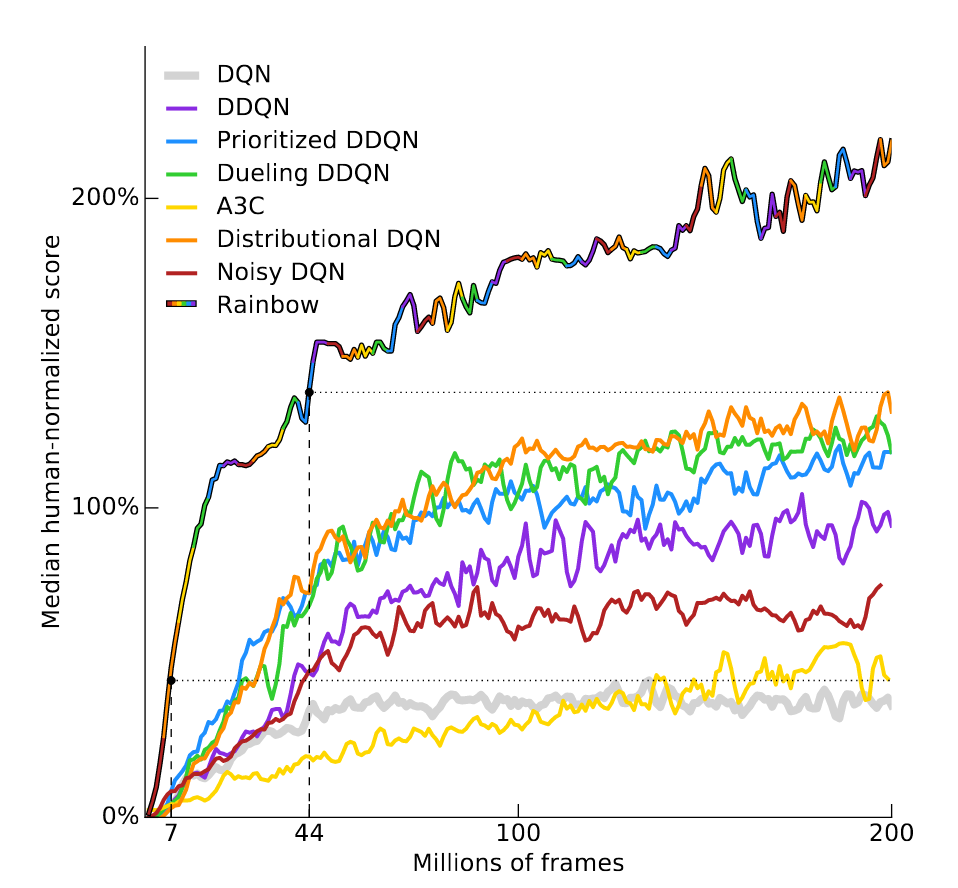 DQN
DDQN
Prioritized DDQN
Dueling DDQN
A3C
Distributional DQN
Noisy DQN
Rainbow
200%
100%
0%
Median human-normalized score
7 44 100 200
Millions of frames